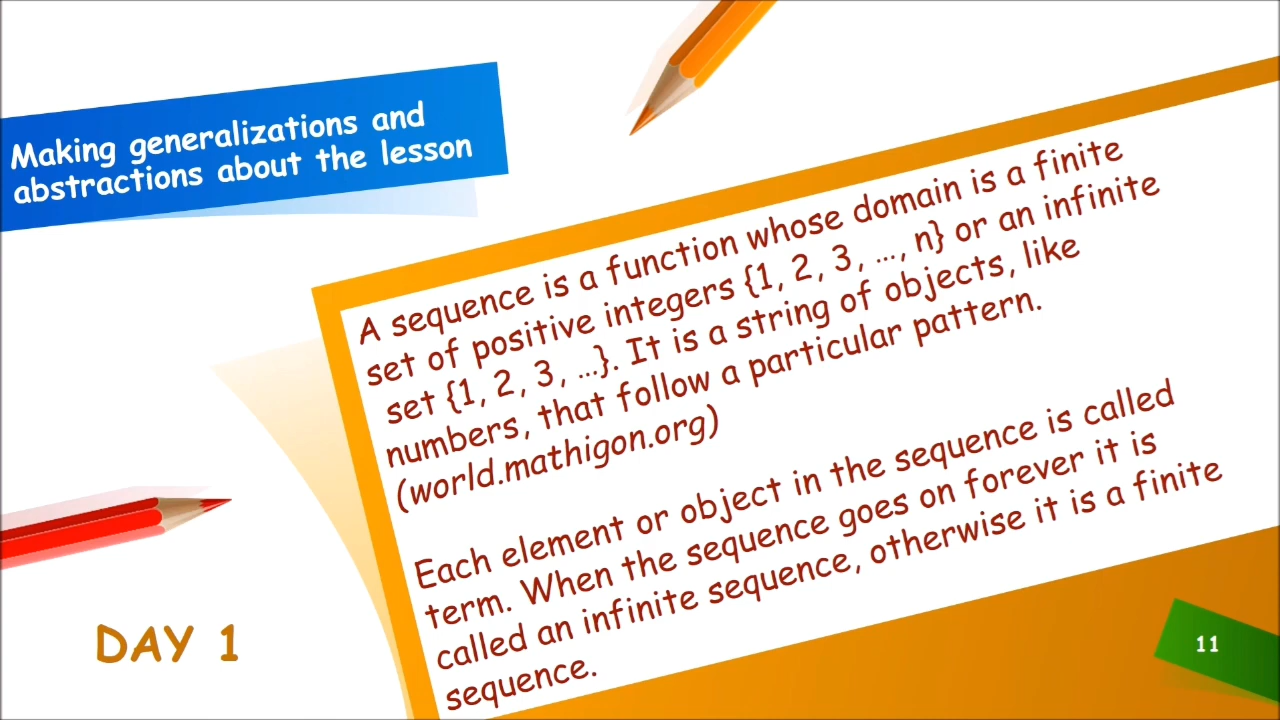 Making generalizations and
abstractions about the lesson
A sequence is a function whose domain is a finite
set of positive integers {1, 2, 3, …, n} or an infinite
set {1, 2, 3, …}. It is a string of objects, like
numbers, that follow a particular pattern.
(world.mathigon.org)
Each element or object in the sequence is called
term. When the sequence goes on forever it is
called an infinite sequence, otherwise it is a finite
sequence.
DAY 1
11